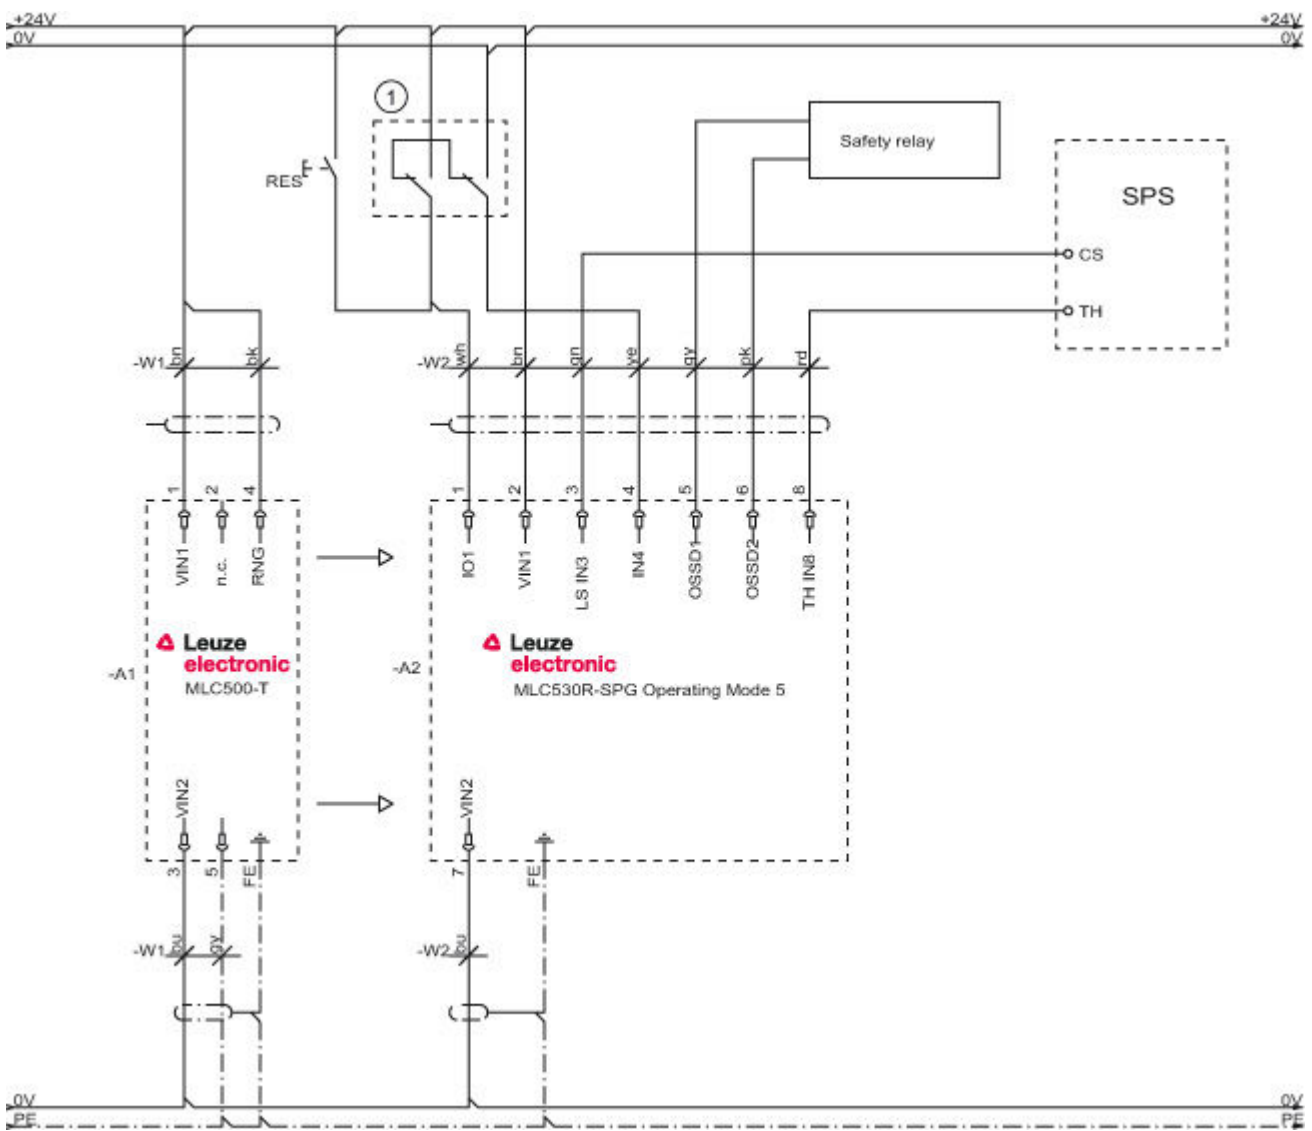 +24V
+24V
0V
0V
1
Safety relay
RES
SPS
CS
TH
-W1
bn
bk
-W2
wh
bn
gn
ye
gy
pk
rd
1
2
4
1
2
3
4
5
6
8
VIN1
n.c.
RNG
IO1
VIN1
LS IN3
IN4
OSSD1
OSSD2
TH IN8
Leuze
electronic
MLC500-T
-A1
Leuze
electronic
MLC530R-SPG Operating Mode 5
-A2
VIN2
VIN2
3
5
FE
7
FE
-W1
bu
gy
-W2
bu
0V
0V
PE
PE